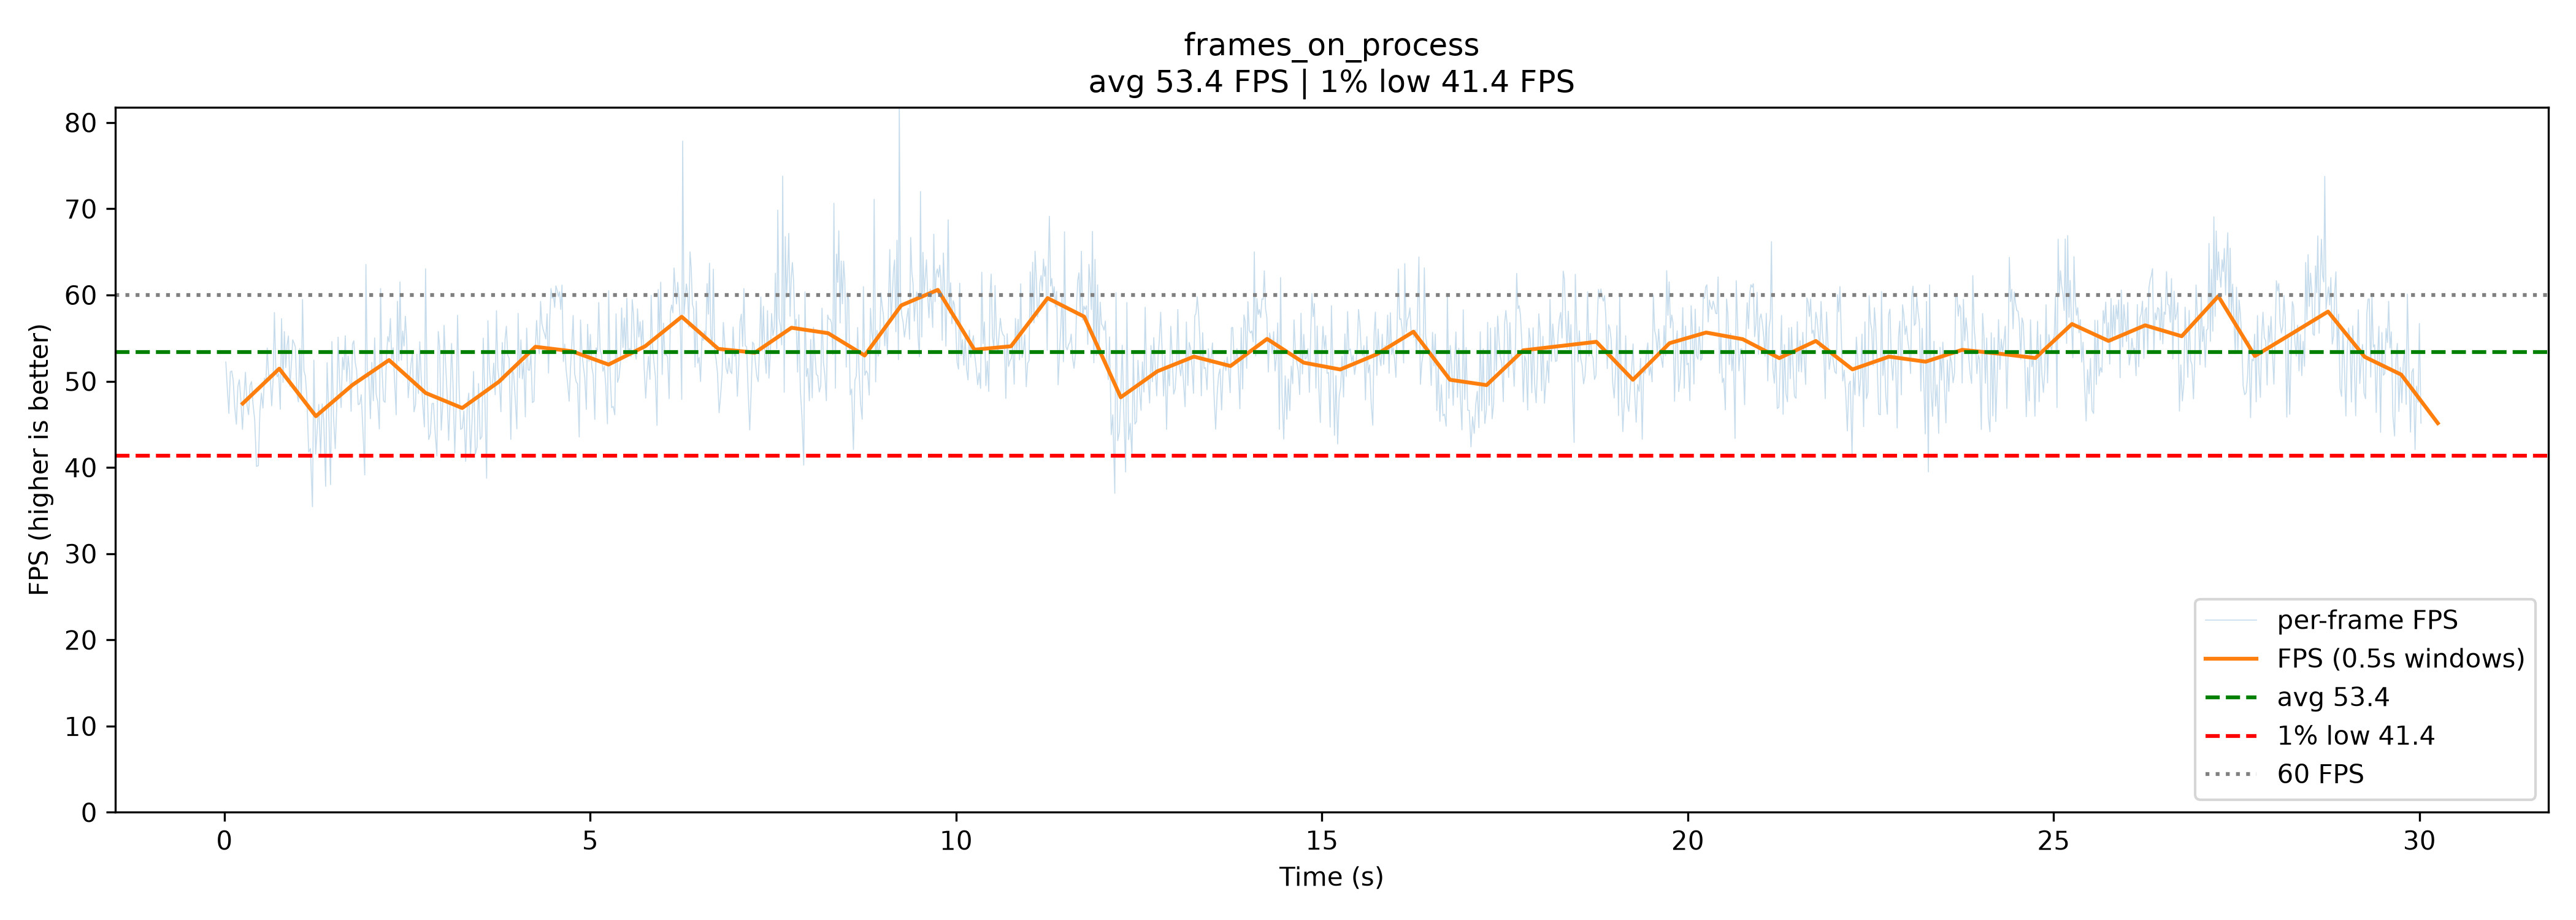 frames_on_process
avg 53.4 FPS | 1% low 41.4 FPS
FPS (higher is better)
80
70
60
50
40
30
20
10
0
0
5
10
15
20
25
30
Time (s)
per-frame FPS
FPS (0.5s windows)
avg 53.4
1% low 41.4
60 FPS